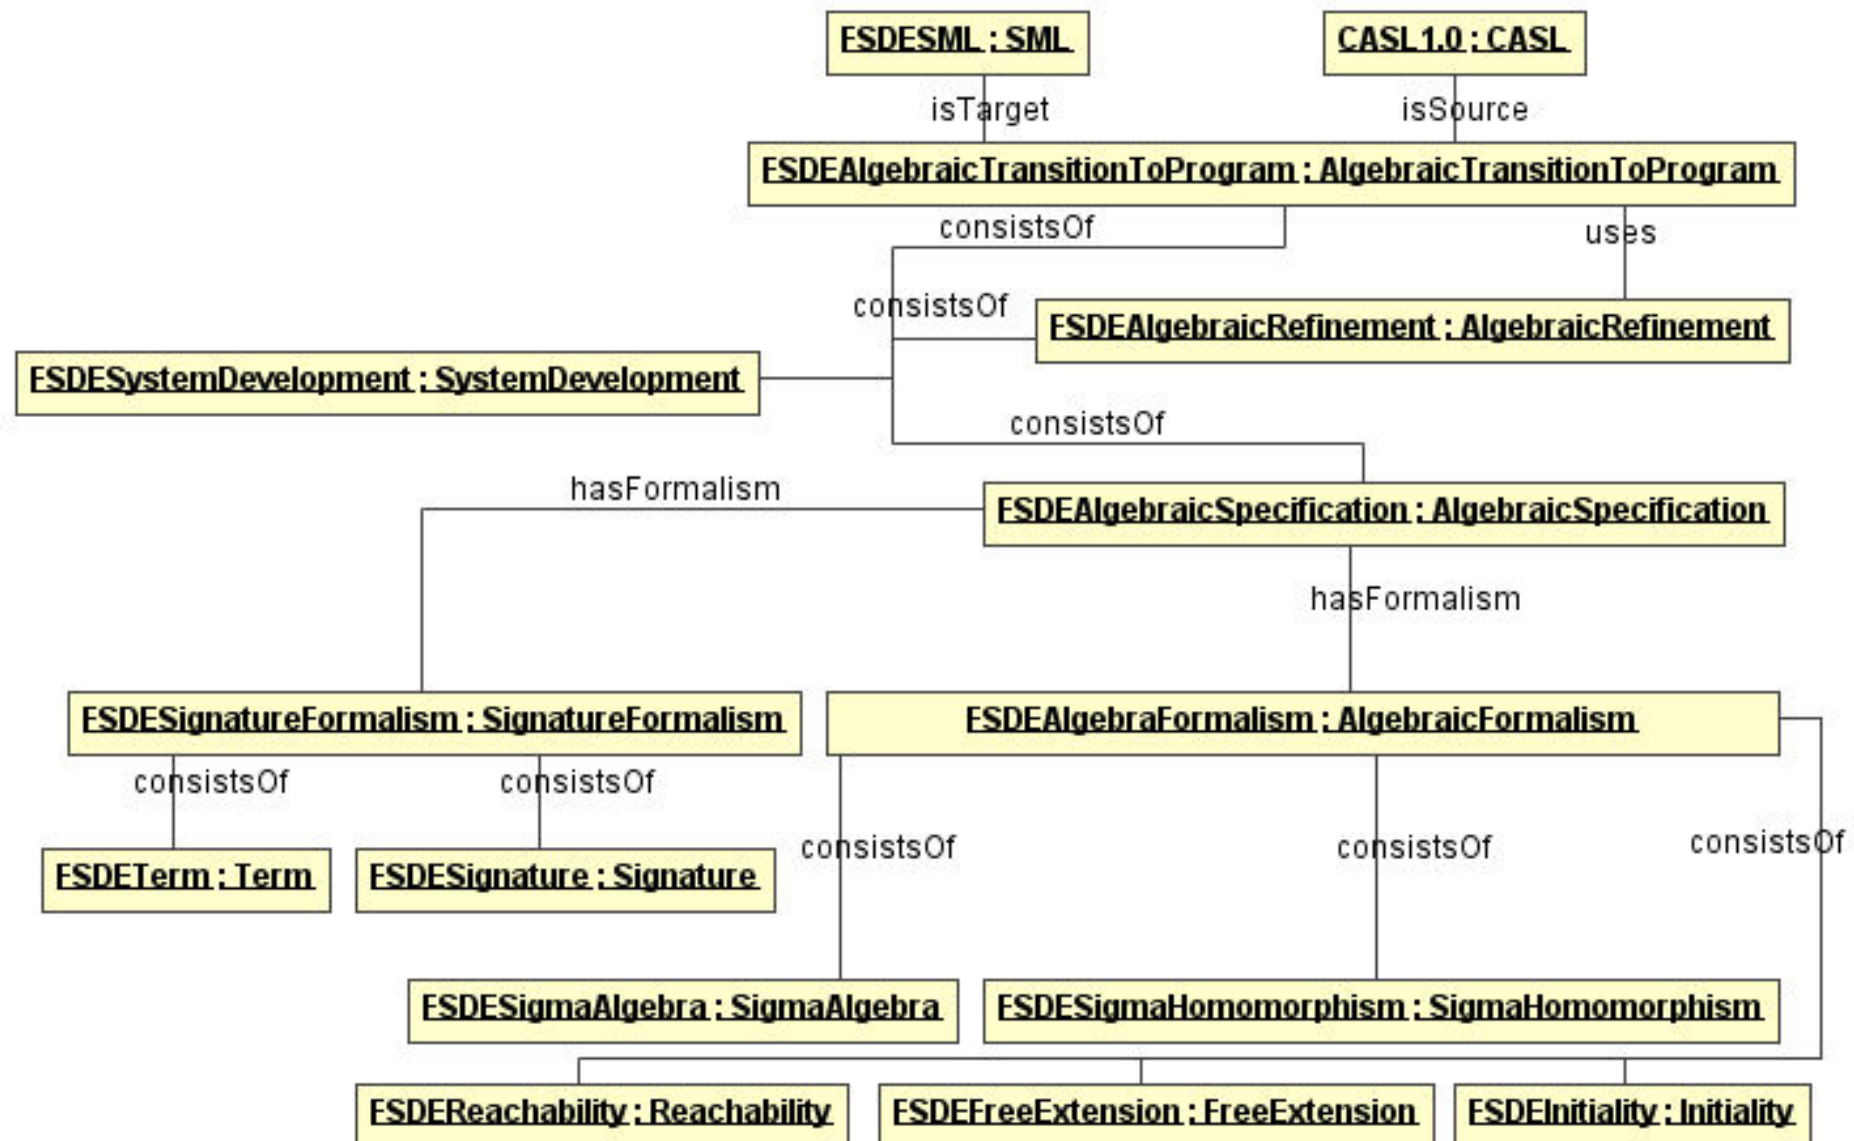 FSDESML : SML
CASL1.0 : CASL
isTarget
isSource
FSDEAlgebraicTransitionToProgram : AlgebraicTransitionToProgram
consistsOf
uses
consistsOf
FSDEAlgebraicRefinement : AlgebraicRefinement
FSDESystemDevelopment : SystemDevelopment
consistsOf
hasFormalism
FSDEAlgebraicSpecification : AlgebraicSpecification
hasFormalism
FSDESignatureFormalism : SignatureFormalism
FSDEAlgebraFormalism : AlgebraicFormalism
consistsOf
consistsOf
consistsOf
consistsOf
consistsOf
FSDETerm : Term
FSDESignature : Signature
FSDESigmaAlgebra : SigmaAlgebra
FSDESigmaHomomorphism : SigmaHomomorphism
FSDEReachability : Reachability
FSDEFreeExtension : FreeExtension
FSDEInitiality : Initiality